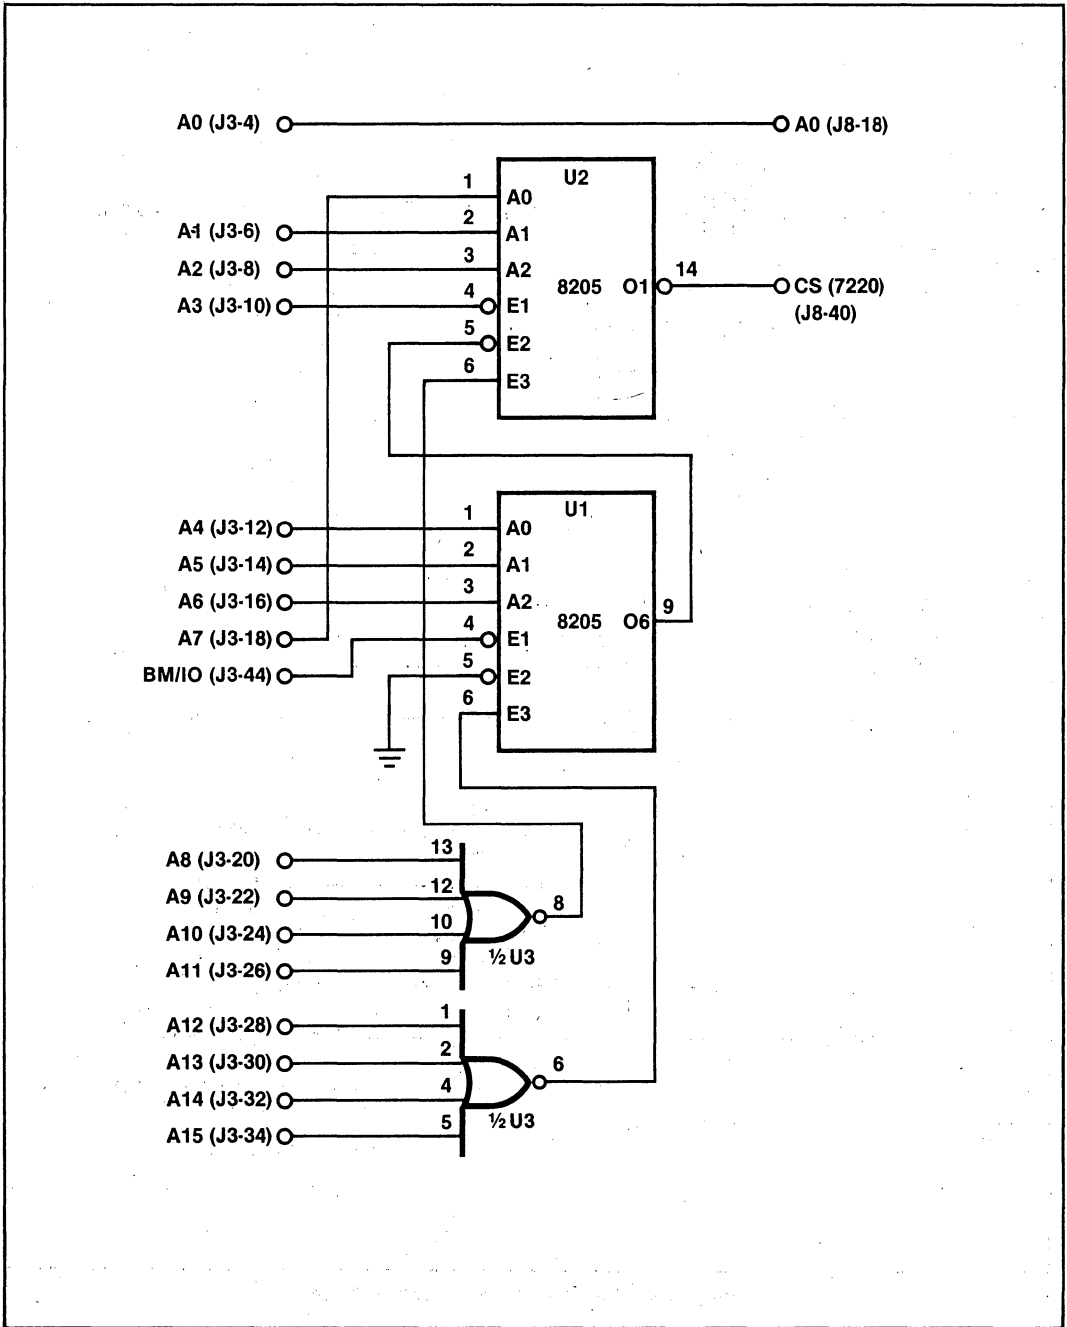 A0 (J3-4)
A0 (J8-18)
U2
1
A0
2
A1 (J3-6)
A1
3
A2 (J3-8)
A2
4
A3 (J3-10)
E1
8205
O1
14
CS (7220)
(J8-40)
5
E2
6
E3
U1
1
A4 (J3-12)
A0
2
A5 (J3-14)
A1
3
A6 (J3-16)
A2
8205
O6
9
4
A7 (J3-18)
E1
5
BM/IO (J3-44)
E2
6
E3
13
A8 (J3-20)
12
A9 (J3-22)
8
10
A10 (J3-24)
9
½ U3
A11 (J3-26)
1
A12 (J3-28)
2
A13 (J3-30)
6
4
A14 (J3-32)
5
½ U3
A15 (J3-34)